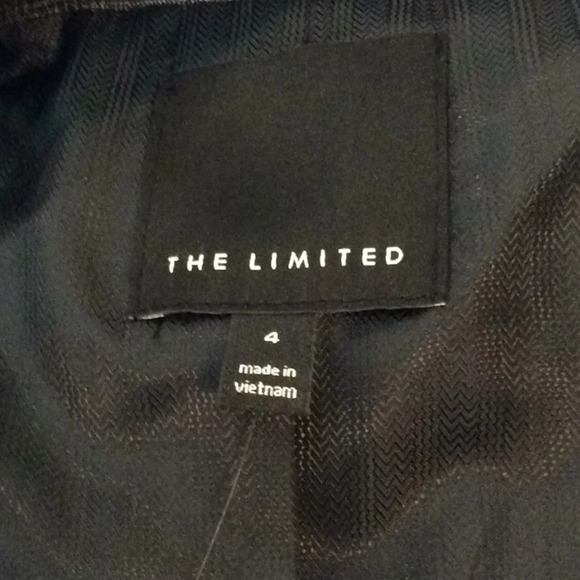 THE LIMITED
4
made in
vietnam